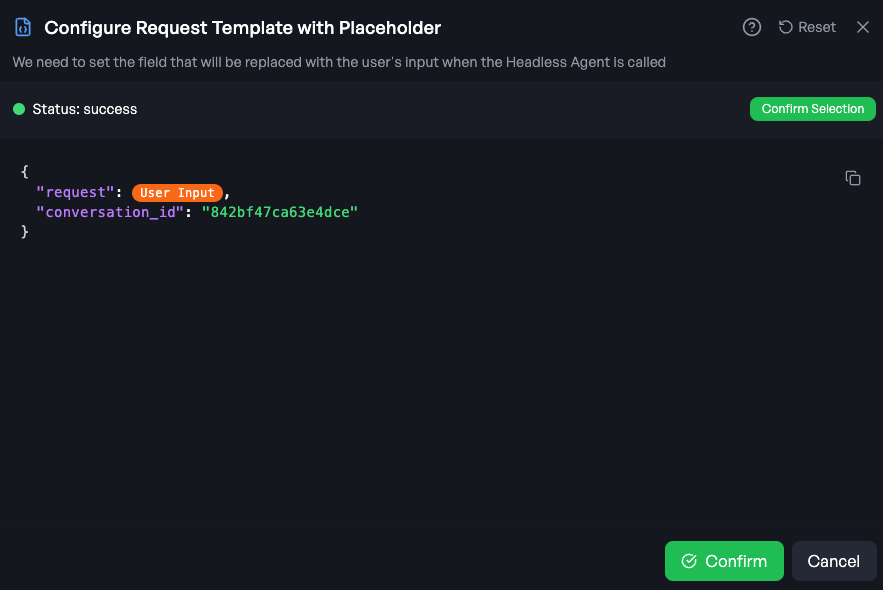 Configure Request Template with Placeholder
Reset
We need to set the field that will be replaced with the user's input when the Headless Agent is called
Status: success
Confirm Selection
{
"request": User Input,
"conversation_id": "842bf47ca63e4dce"
}
Confirm
Cancel